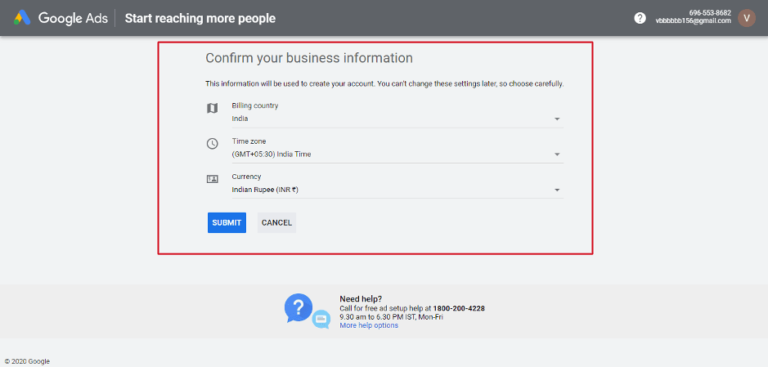 Google Ads
Start reaching more people
696-553-8682
vbbbbbb156@gmail.com
V
Confirm your business information
This information will be used to create your account. You can't change these settings later, so choose carefully.
Billing country
India
Time zone
(GMT+05:30) India Time
Currency
Indian Rupee (INR ₹)
SUBMIT
CANCEL
Need help?
Call for free ad setup help at 1800-200-4228
9.30 am to 6.30 PM IST, Mon-Fri
More help options
© 2020 Google